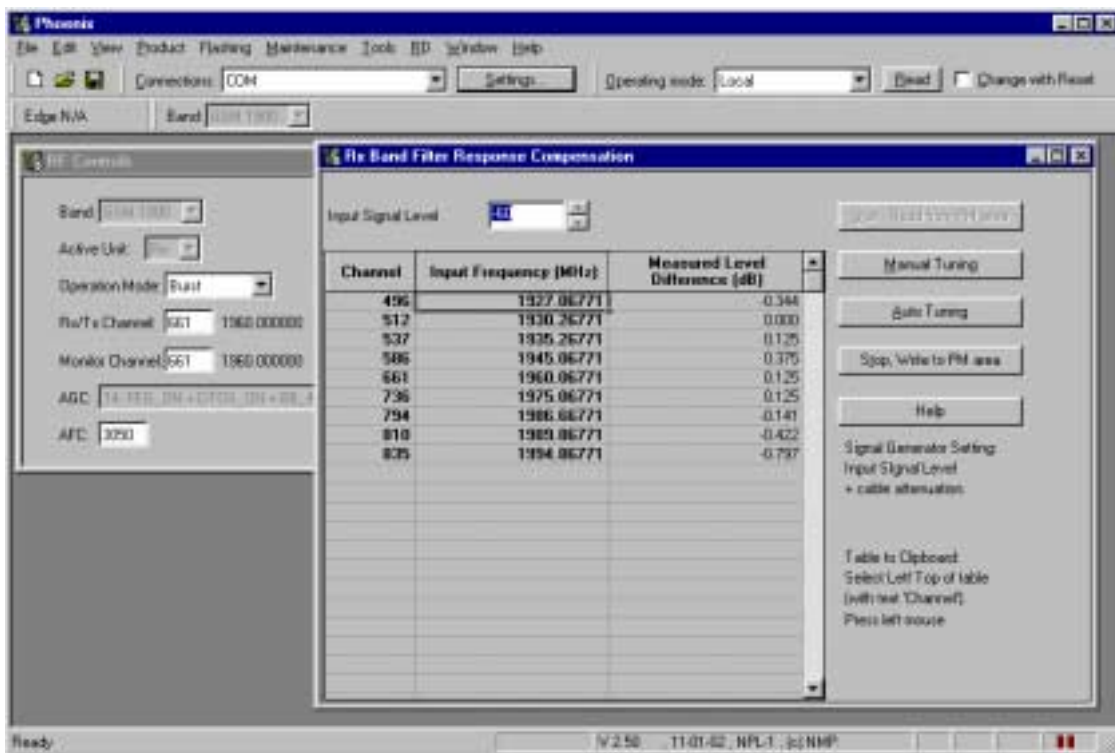 Phoenix
File Edit View Product Flashing Maintenance Tools RD Window Help
Connections: COM Settings... Operating mode: Local Read Change with Reset
Edge N/A Band: GSM 1900
RF Controls
Band: GSM 1900
Active Unit:
Operation Mode: Burst
Rx/Tx Channel: 661 1960.000000
Monitor Channel: 661 1960.000000
AGC:
AFC: 3050
Rx Band Filter Response Compensation
Input Signal Level -60
Channel Input Frequency (MHz) Measured Level Difference (dB)
496 1927.06771 -0.344
512 1930.26771 0.000
537 1935.26771 0.125
586 1945.06771 0.375
661 1960.06771 0.125
736 1975.06771 0.125
794 1986.66771 -0.141
810 1989.86771 -0.422
835 1994.86771 -0.797
Manual Tuning
Auto Tuning
Stop, Write to PM area
Help
Signal Generator Setting:
Input Signal Level
+ cable attenuation
Table to Clipboard:
Select Left Top of table
(with text 'Channel')
Press left mouse
Ready V 2.50 , 11-01-02 , NPL-1 , (c) NMP